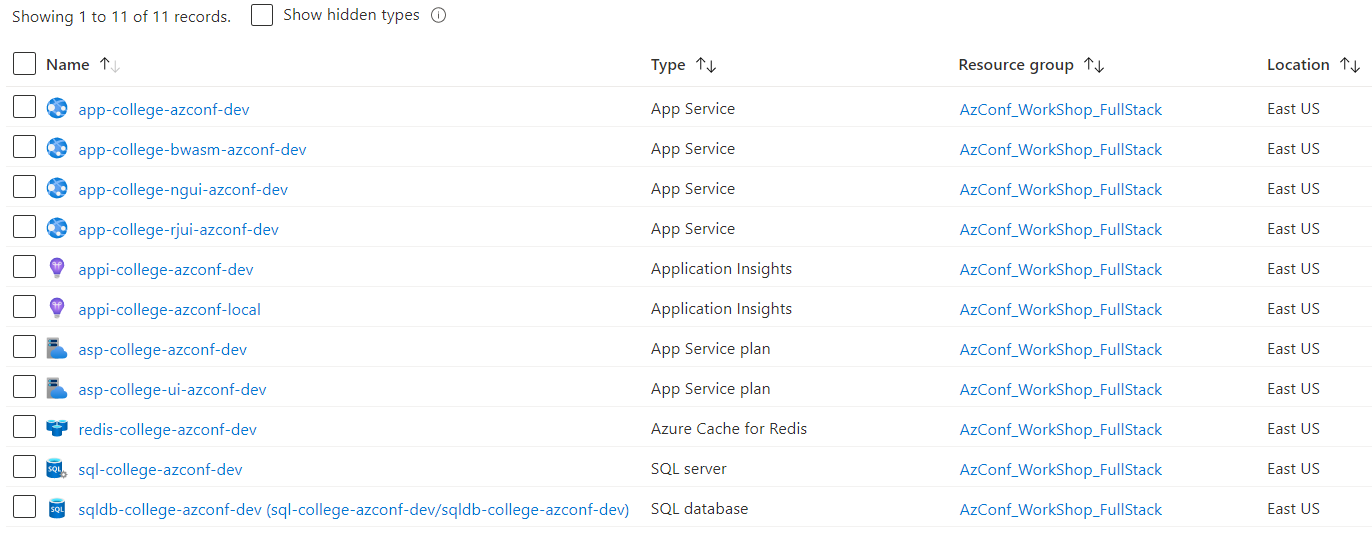 Showing 1 to 11 of 11 records. Show hidden types
Name Type Resource group Location
app-college-azconf-dev App Service AzConf_WorkShop_FullStack East US
app-college-bwasm-azconf-dev App Service AzConf_WorkShop_FullStack East US
app-college-ngui-azconf-dev App Service AzConf_WorkShop_FullStack East US
app-college-rjui-azconf-dev App Service AzConf_WorkShop_FullStack East US
appi-college-azconf-dev Application Insights AzConf_WorkShop_FullStack East US
appi-college-azconf-local Application Insights AzConf_WorkShop_FullStack East US
asp-college-azconf-dev App Service plan AzConf_WorkShop_FullStack East US
asp-college-ui-azconf-dev App Service plan AzConf_WorkShop_FullStack East US
redis-college-azconf-dev Azure Cache for Redis AzConf_WorkShop_FullStack East US
sql-college-azconf-dev SQL server AzConf_WorkShop_FullStack East US
sqldb-college-azconf-dev (sql-college-azconf-dev/sqldb-college-azconf-dev) SQL database AzConf_WorkShop_FullStack East US